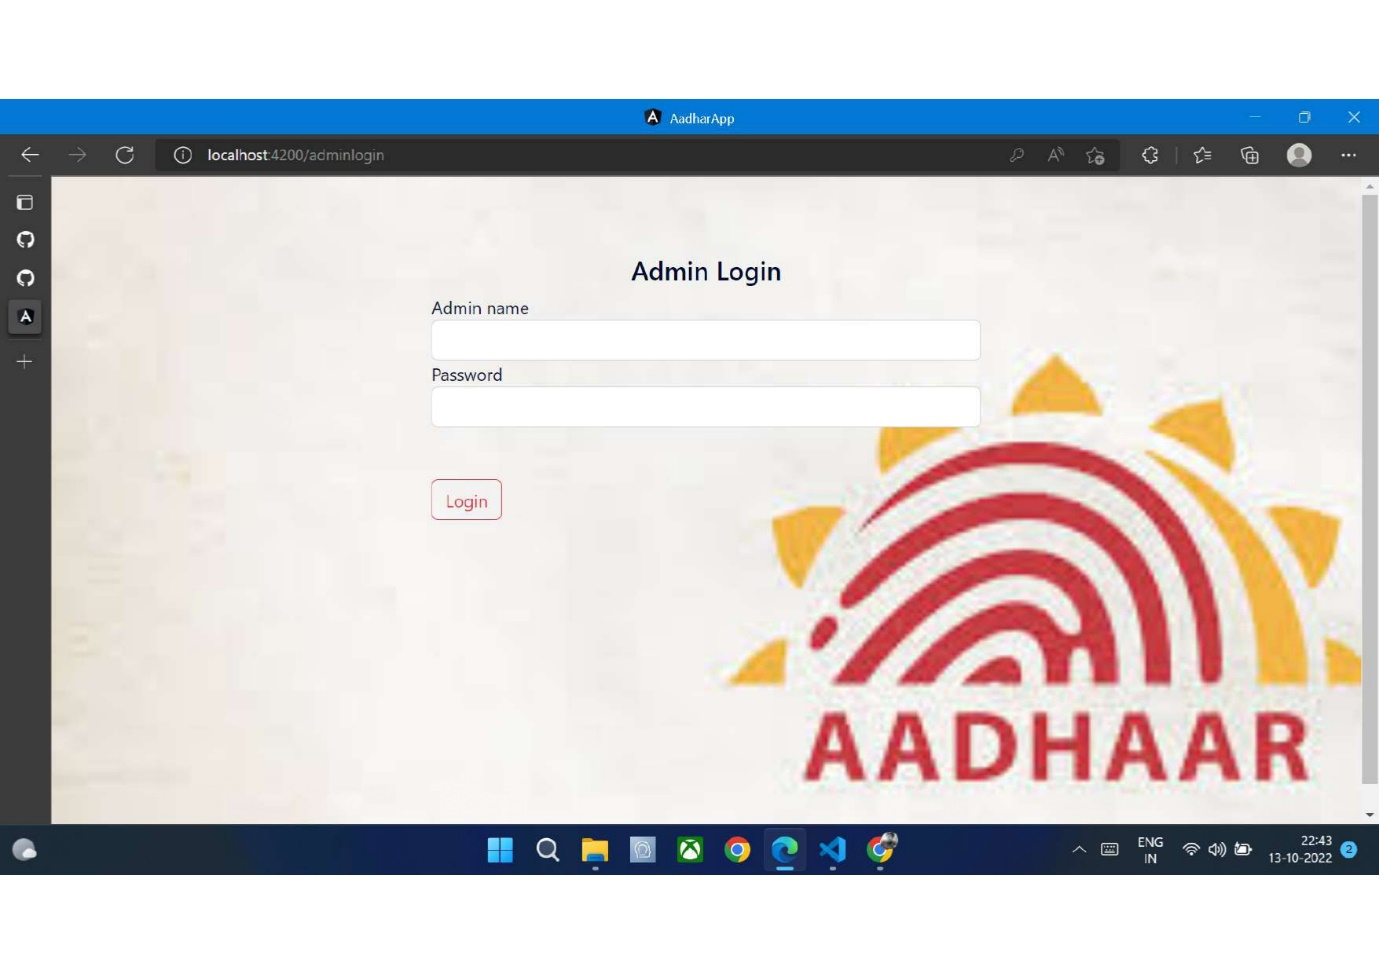 AadharApp
localhost:4200/adminlogin
Admin Login
Admin name
Password
Login
AADHAAR
ENG
IN
22:43
13-10-2022
2